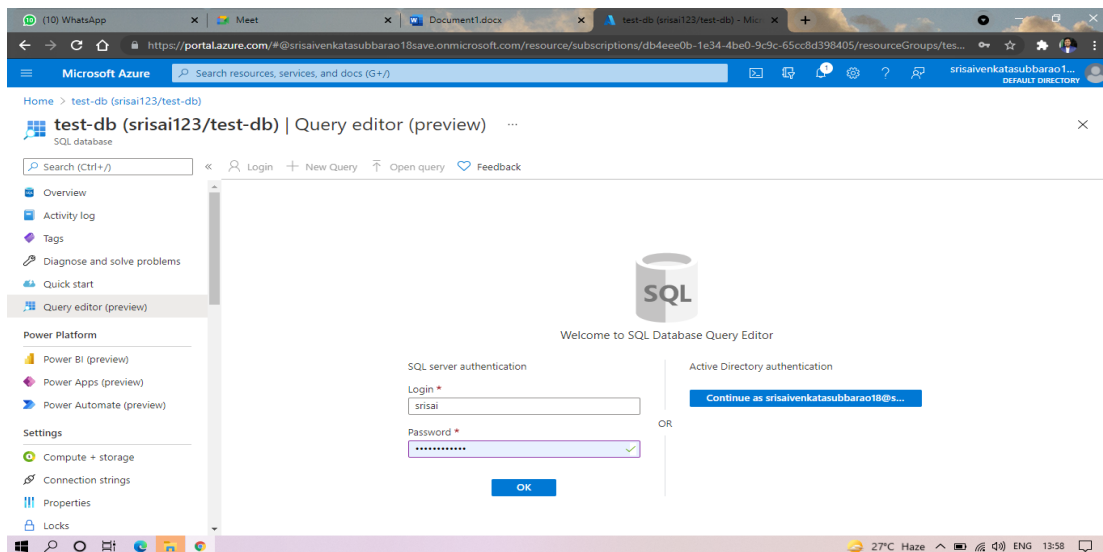 (10) WhatsApp
Meet
Document1.docx
test-db (srisai123/test-db) - Mic
https://portal.azure.com/#@srisaivenkatasubbarao18save.onmicrosoft.com/resource/subscriptions/db4eee0b-1e34-4be0-9c9c-65cc8d398405/resourceGroups/tes...
Microsoft Azure
Search resources, services, and docs (G+/)
1
srisaivenkatasubbarao1...
DEFAULT DIRECTORY
Home > test-db (srisai123/test-db)
test-db (srisai123/test-db) | Query editor (preview) ...
SQL database
Search (Ctrl+/)
Login
New Query
Open query
Feedback
Overview
Activity log
Tags
Diagnose and solve problems
Quick start
Query editor (preview)
Power Platform
Power BI (preview)
Power Apps (preview)
Power Automate (preview)
Settings
Compute + storage
Connection strings
Properties
Locks
SQL
Welcome to SQL Database Query Editor
SQL server authentication
Login *
srisai
Password *
••••••••••••
OK
OR
Active Directory authentication
Continue as srisaivenkatasubbarao18@s...
27°C Haze
ENG
13:58